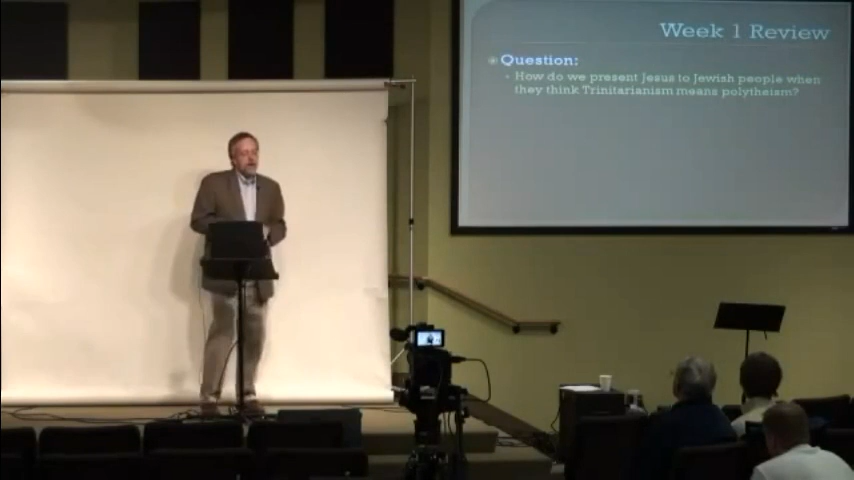 Week 1 Review
Question:
How do we present Jesus to Jewish people when
they think Trinitarianism means polytheism?